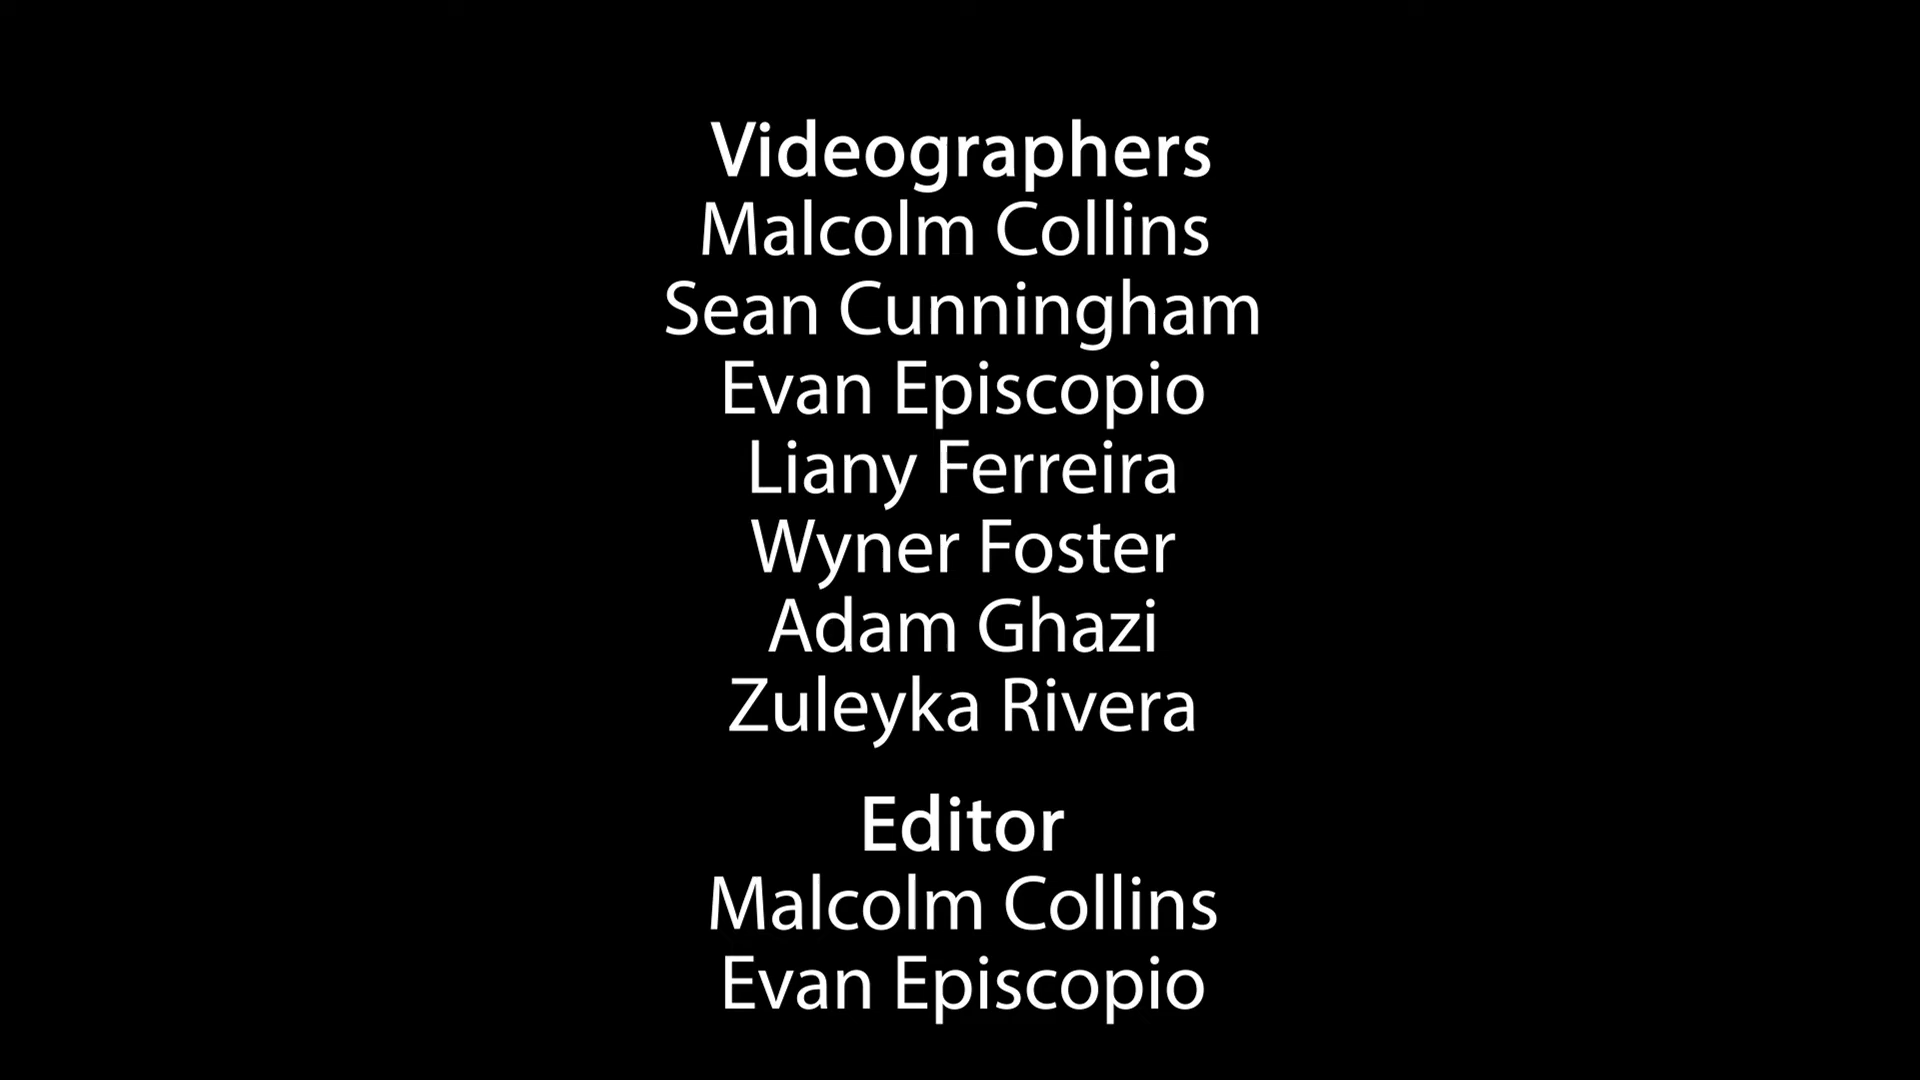 Videographers
Malcolm Collins
Sean Cunningham
Evan Episcopio
Liany Ferreira
Wyner Foster
Adam Ghazi
Zuleyka Rivera
Editor
Malcolm Collins
Evan Episcopio